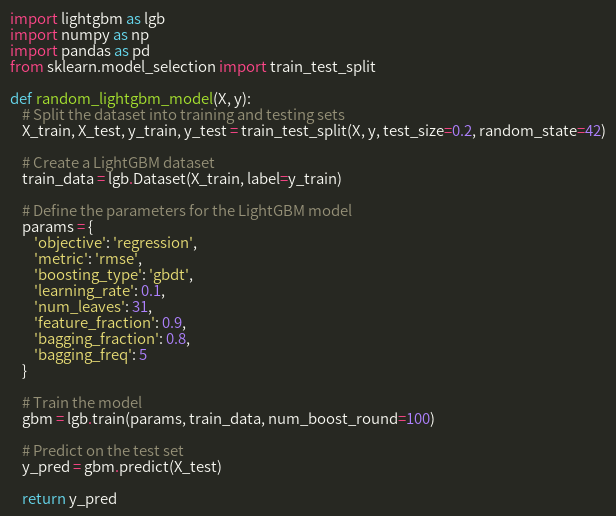 import lightgbm as lgb
import numpy as np
import pandas as pd
from sklearn.model_selection import train_test_split

def random_lightgbm_model(X, y):
    # Split the dataset into training and testing sets
    X_train, X_test, y_train, y_test = train_test_split(X, y, test_size=0.2, random_state=42)

    # Create a LightGBM dataset
    train_data = lgb.Dataset(X_train, label=y_train)

    # Define the parameters for the LightGBM model
    params = {
        'objective': 'regression',
        'metric': 'rmse',
        'boosting_type': 'gbdt',
        'learning_rate': 0.1,
        'num_leaves': 31,
        'feature_fraction': 0.9,
        'bagging_fraction': 0.8,
        'bagging_freq': 5
    }

    # Train the model
    gbm = lgb.train(params, train_data, num_boost_round=100)

    # Predict on the test set
    y_pred = gbm.predict(X_test)

    return y_pred